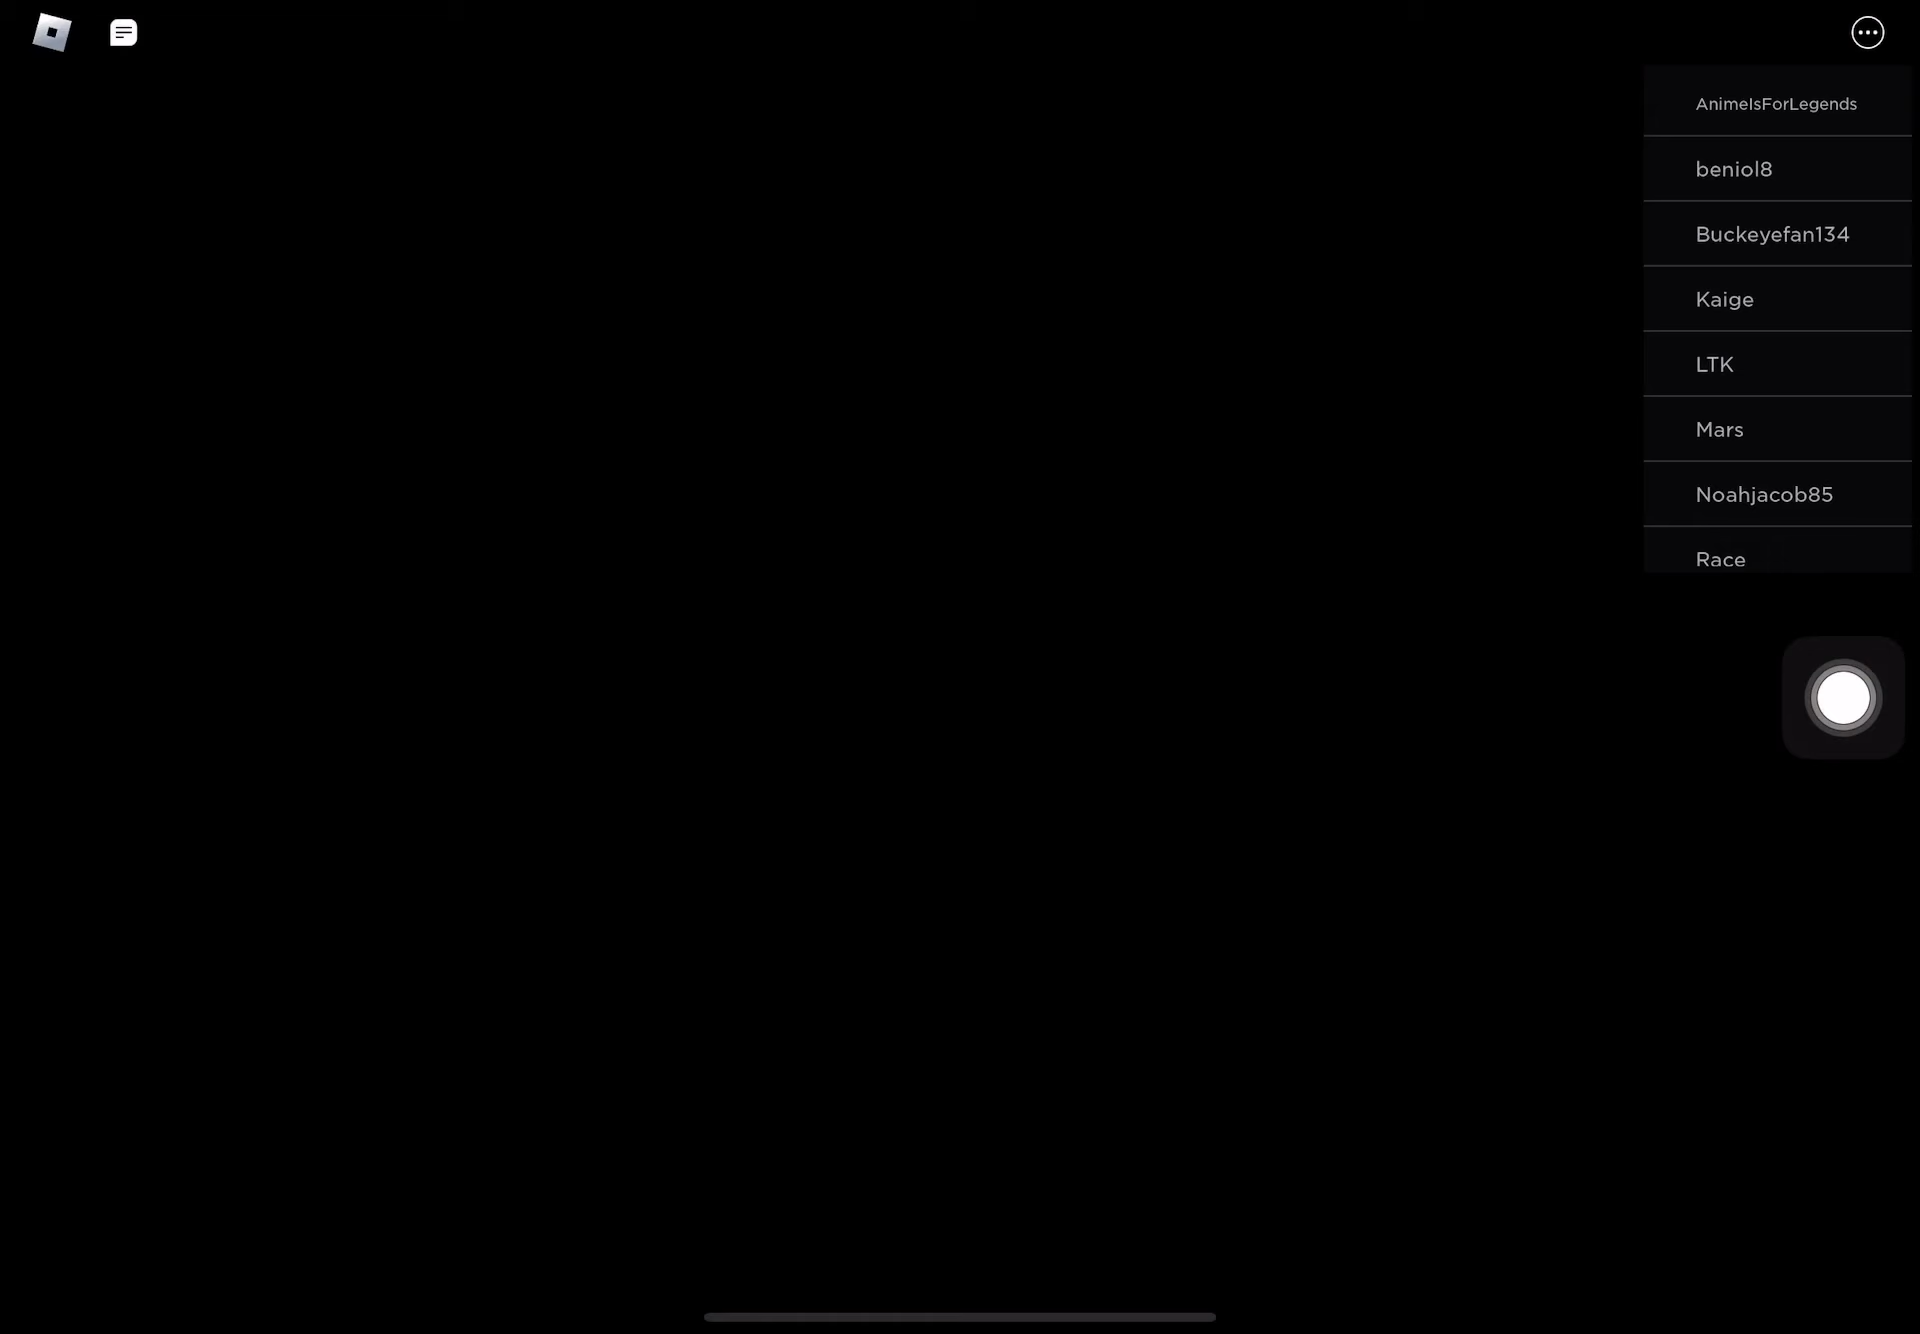 AnimeIsForLegends
beniol8
Buckeyefan134
Kaige
LTK
Mars
Noahjacob85
Race